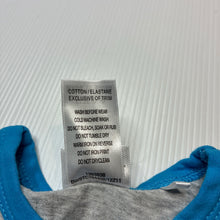 COTTON/ELASTANE
EXCLUSIVE OF TRIM
WASH BEFORE WEAR
COLD MACHINE WASH
DO NOT BLEACH, SOAK OR RUB
DO NOT TUMBLE DRY
WARM IRON ON REVERSE
DO NOT IRON PRINT
DO NOT DRYCLEAN